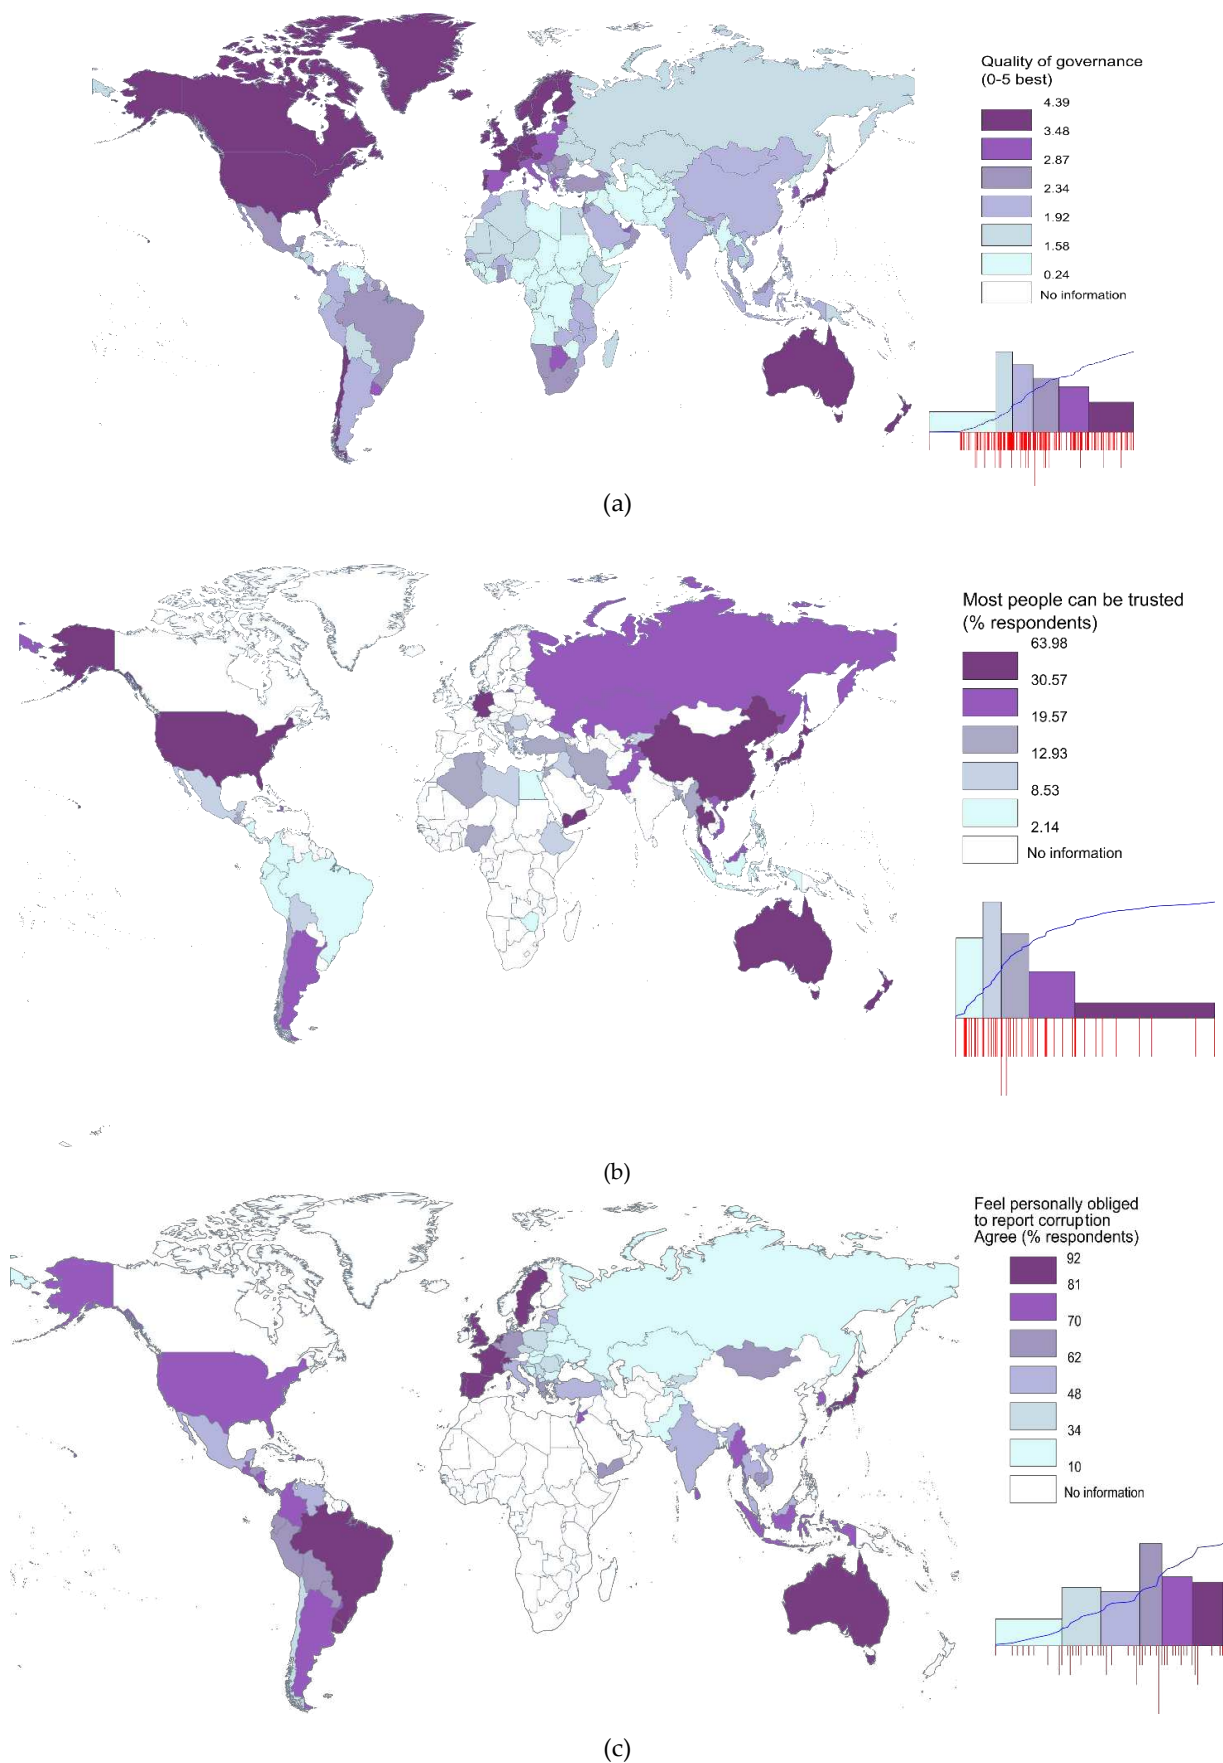 Quality of governance
(0-5 best)
4.39
3.48
2.87
2.34
1.92
1.58
0.24
No information
(a)
Most people can be trusted
(% respondents)
63.98
30.57
19.57
12.93
8.53
2.14
No information
(b)
Feel personally obliged
to report corruption
Agree (% respondents)
92
81
70
62
48
34
10
No information
(c)